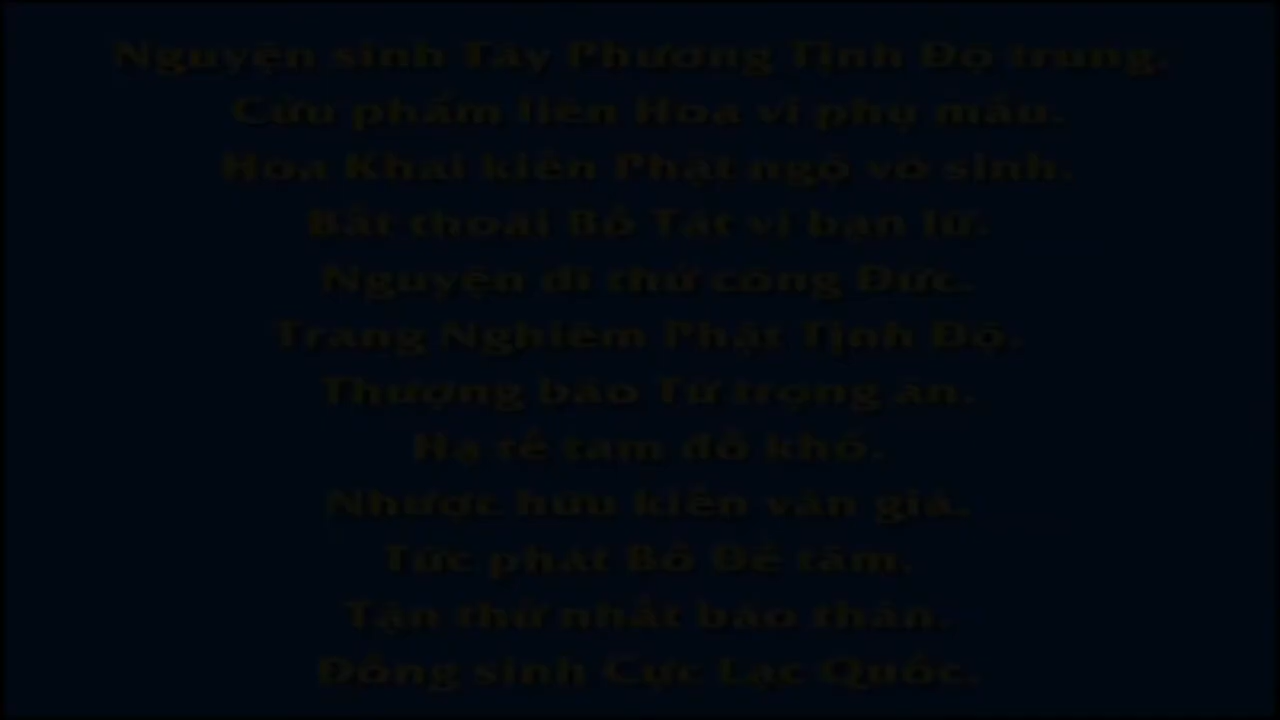 Nguyện sinh Tây Phương Tịnh Độ trung.
Cửu phẩm liên Hoa vi phụ mẫu.
Hoa Khai kiến Phật ngộ vô sinh.
Bất thoái Bồ Tát vi bạn lữ.
Nguyện dĩ thử công Đức.
Trang Nghiêm Phật Tịnh Độ.
Thượng báo Tứ trọng ân.
Hạ tế tam đồ khổ.
Nhược hữu kiến văn giả.
Tức phát Bồ Đề tâm.
Tận thử nhất báo thân.
Đồng sinh Cực Lạc Quốc.